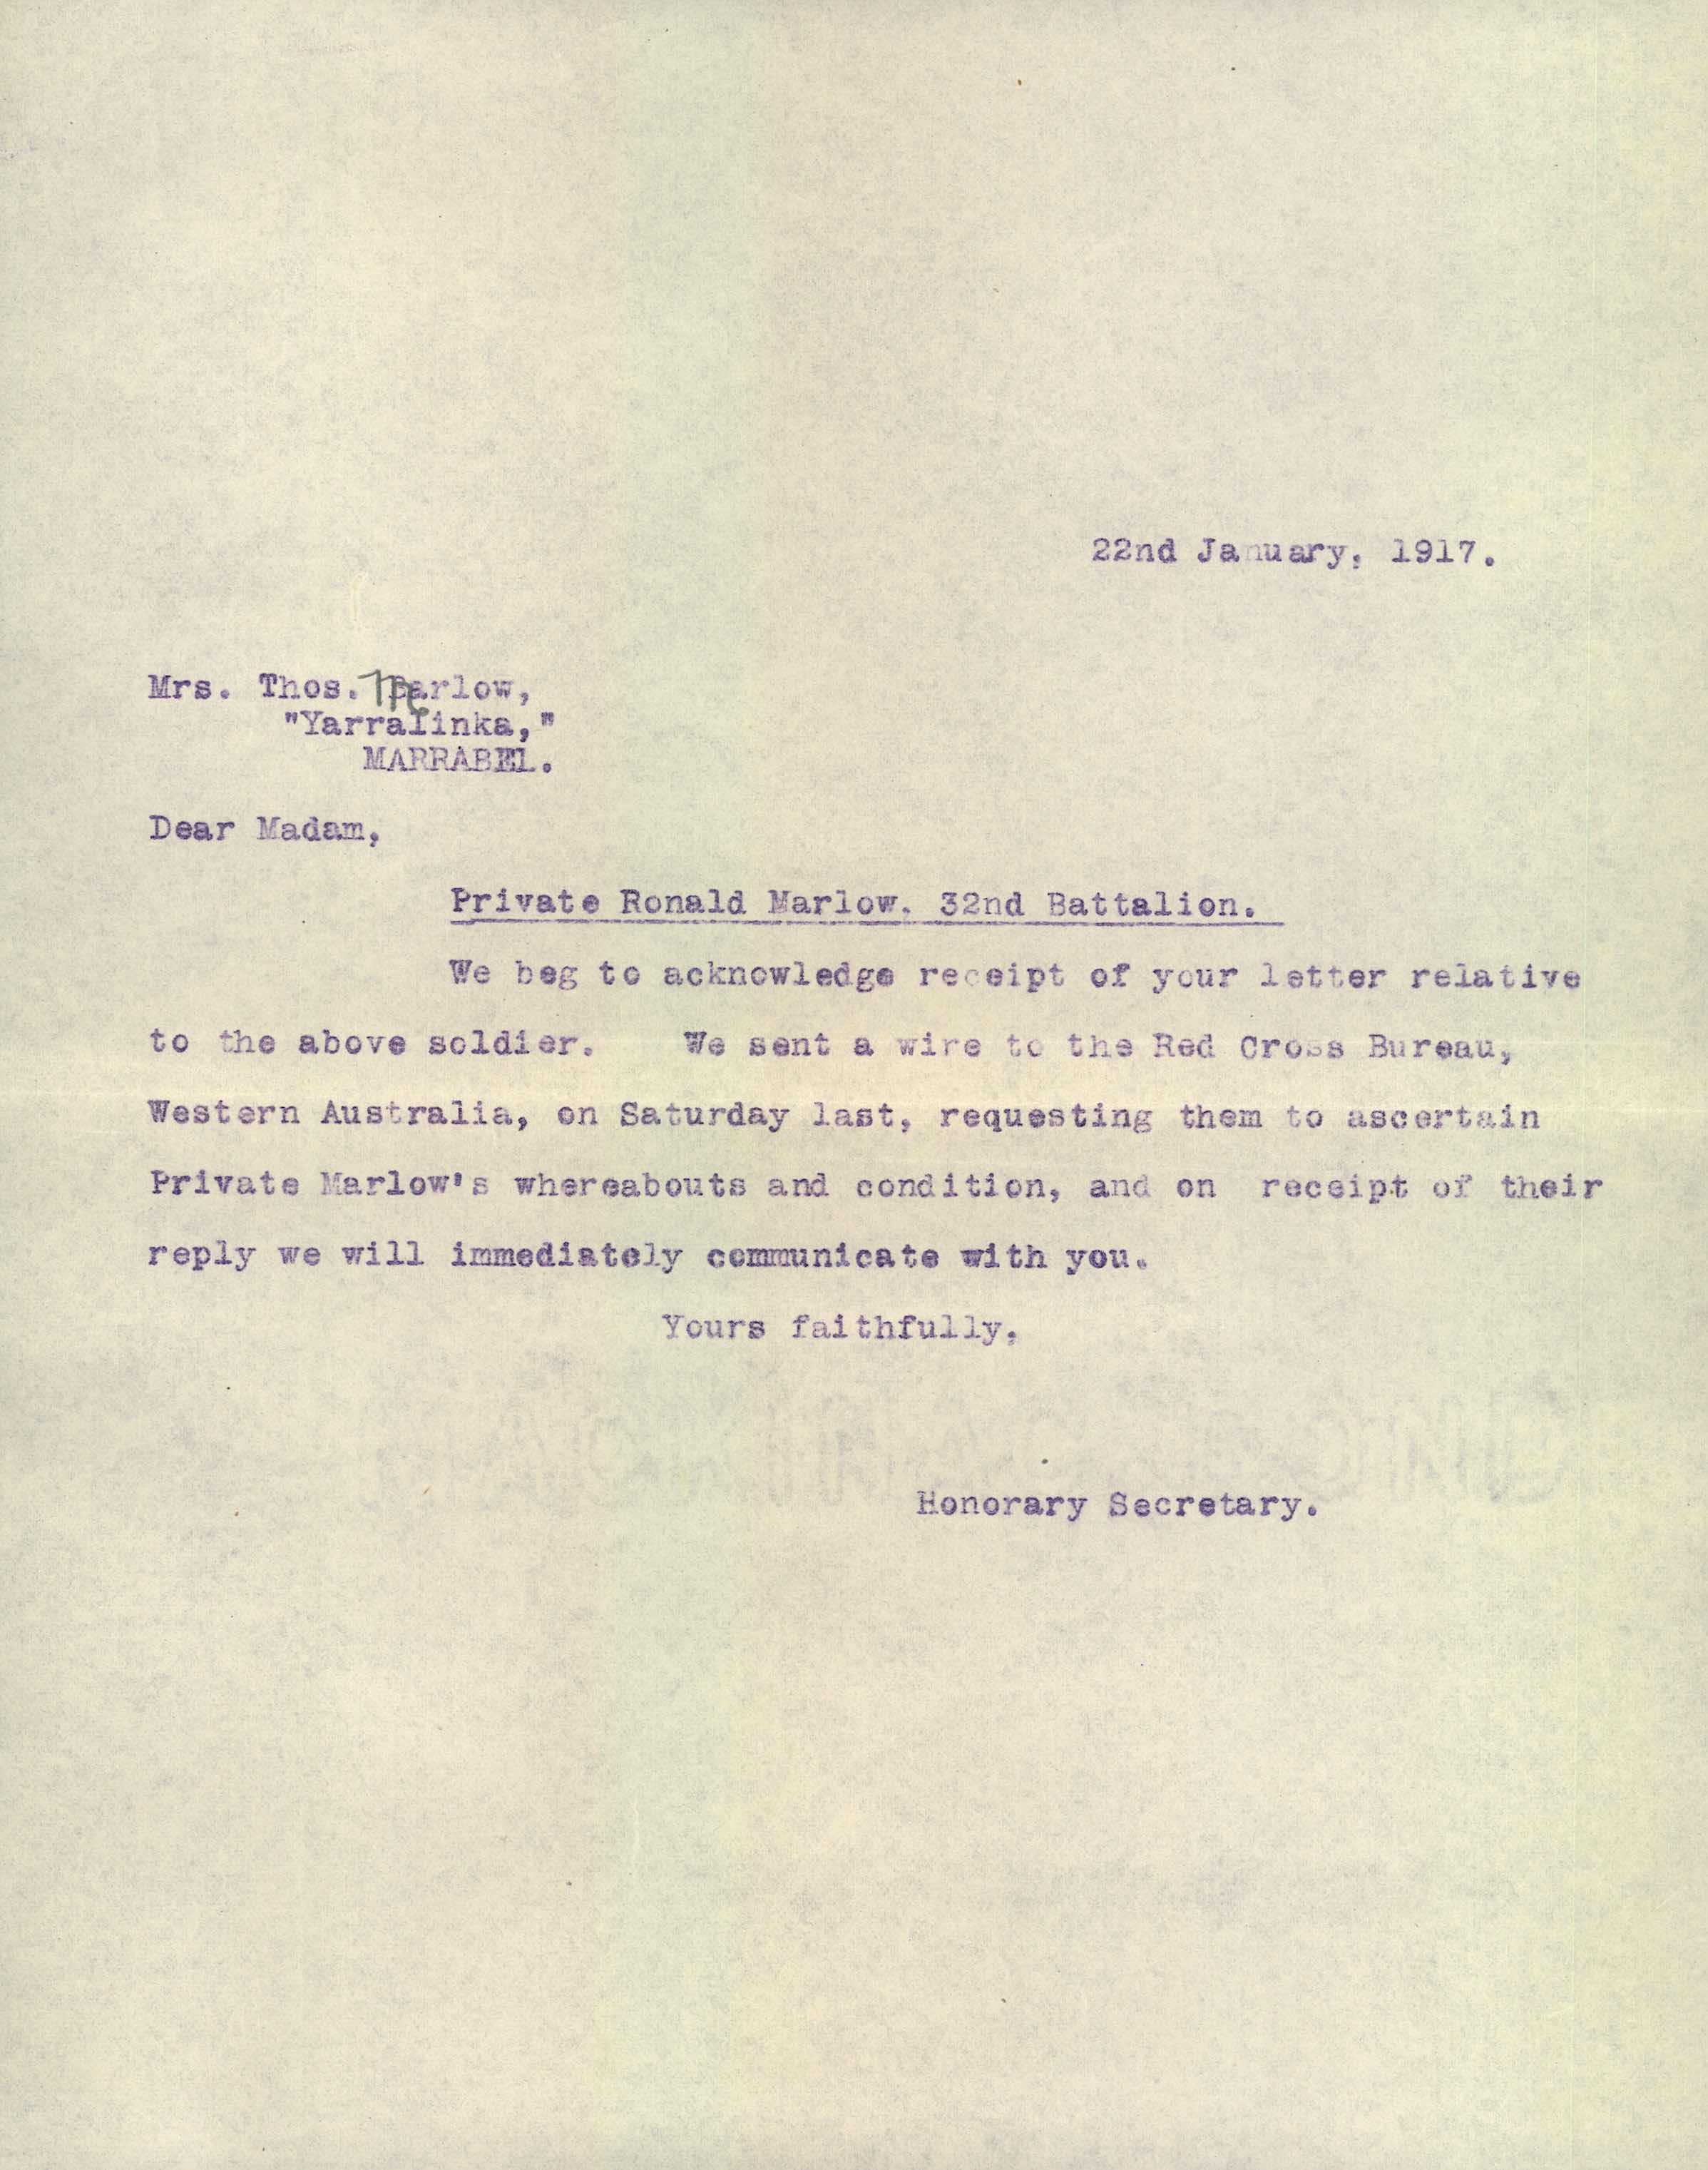 22nd January, 1917.
Mrs. Thos. Marlow,
"Yarralinka,"
MARRABEL.
Dear Madam,
Private Ronald Marlow. 32nd Battalion.
We beg to acknowledge receipt of your letter relative
to the above soldier. We sent a wire to the Red Cross Bureau,
Western Australia, on Saturday last, requesting them to ascertain
Private Marlow's whereabouts and condition, and on receipt of their
reply we will immediately communicate with you.
Yours faithfully,
Honorary Secretary.